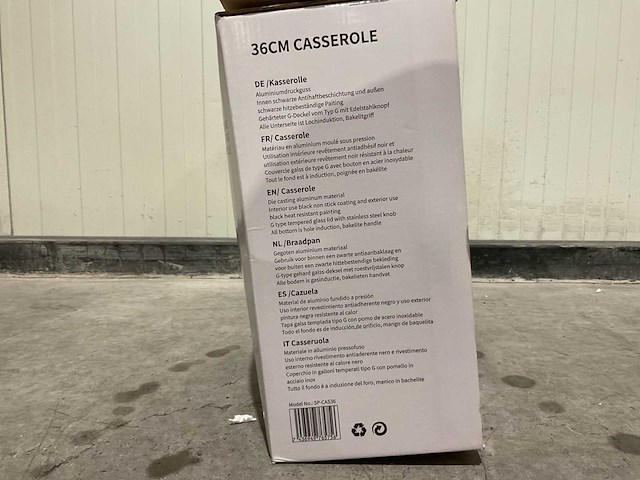 36CM CASSEROLE
DE /Kasserolle
Aluminiumdruckguss
Innen schwarze Antihaftbeschichtung und außen
schwarze hitzebeständige Paiting
Gehärteter G-Deckel vom Typ G mit Edelstahlknopf
Alle Unterseite ist Lochinduktion, Bakelitgriff
FR/ Casserole
Matériau en aluminium moulé sous pression
Utilisation intérieure revêtement antiadhésif noir et
utilisation extérieure revêtement noir résistant à la chaleur
Couvercle galss de type G avec bouton en acier inoxydable
Tout le fond est à induction, poignée en bakélite
EN/ Casserole
Die casting aluminum material
Interior use black non stick coating and exterior use
black heat resistant painting
G type tempered glass lid with stainless steel knob
All bottom is hole induction, bakelite handle
NL /Braadpan
Gegoten aluminium materiaal
Gebruik voor binnen een zwarte antiaanbaklaag en
voor buiten een zwarte hittebestendige bekleding
G-type gehard galss-deksel met roestvrijstalen knop
Alle bodem is gasinductie, bakelieten handvat
ES /Cazuela
Material de aluminio fundido a presión
Uso interior revestimiento antiadherente negro y uso exterior
pintura negra resistente al calor
Tapa galss templada tipo G con pomo de acero inoxidable
Todo el fondo es de inducción,de orificio, mango de baquelita
IT Casseruola
Materiale in alluminio pressofuso
Uso interno rivestimento antiaderente nero e rivestimento
esterno resistente al calore nero
Coperchio in galloni temperati tipo G con pomello in
acciaio inox
Tutto il fondo è a induzione del foro, manico in bachelite
Model No.: SP-CAS36